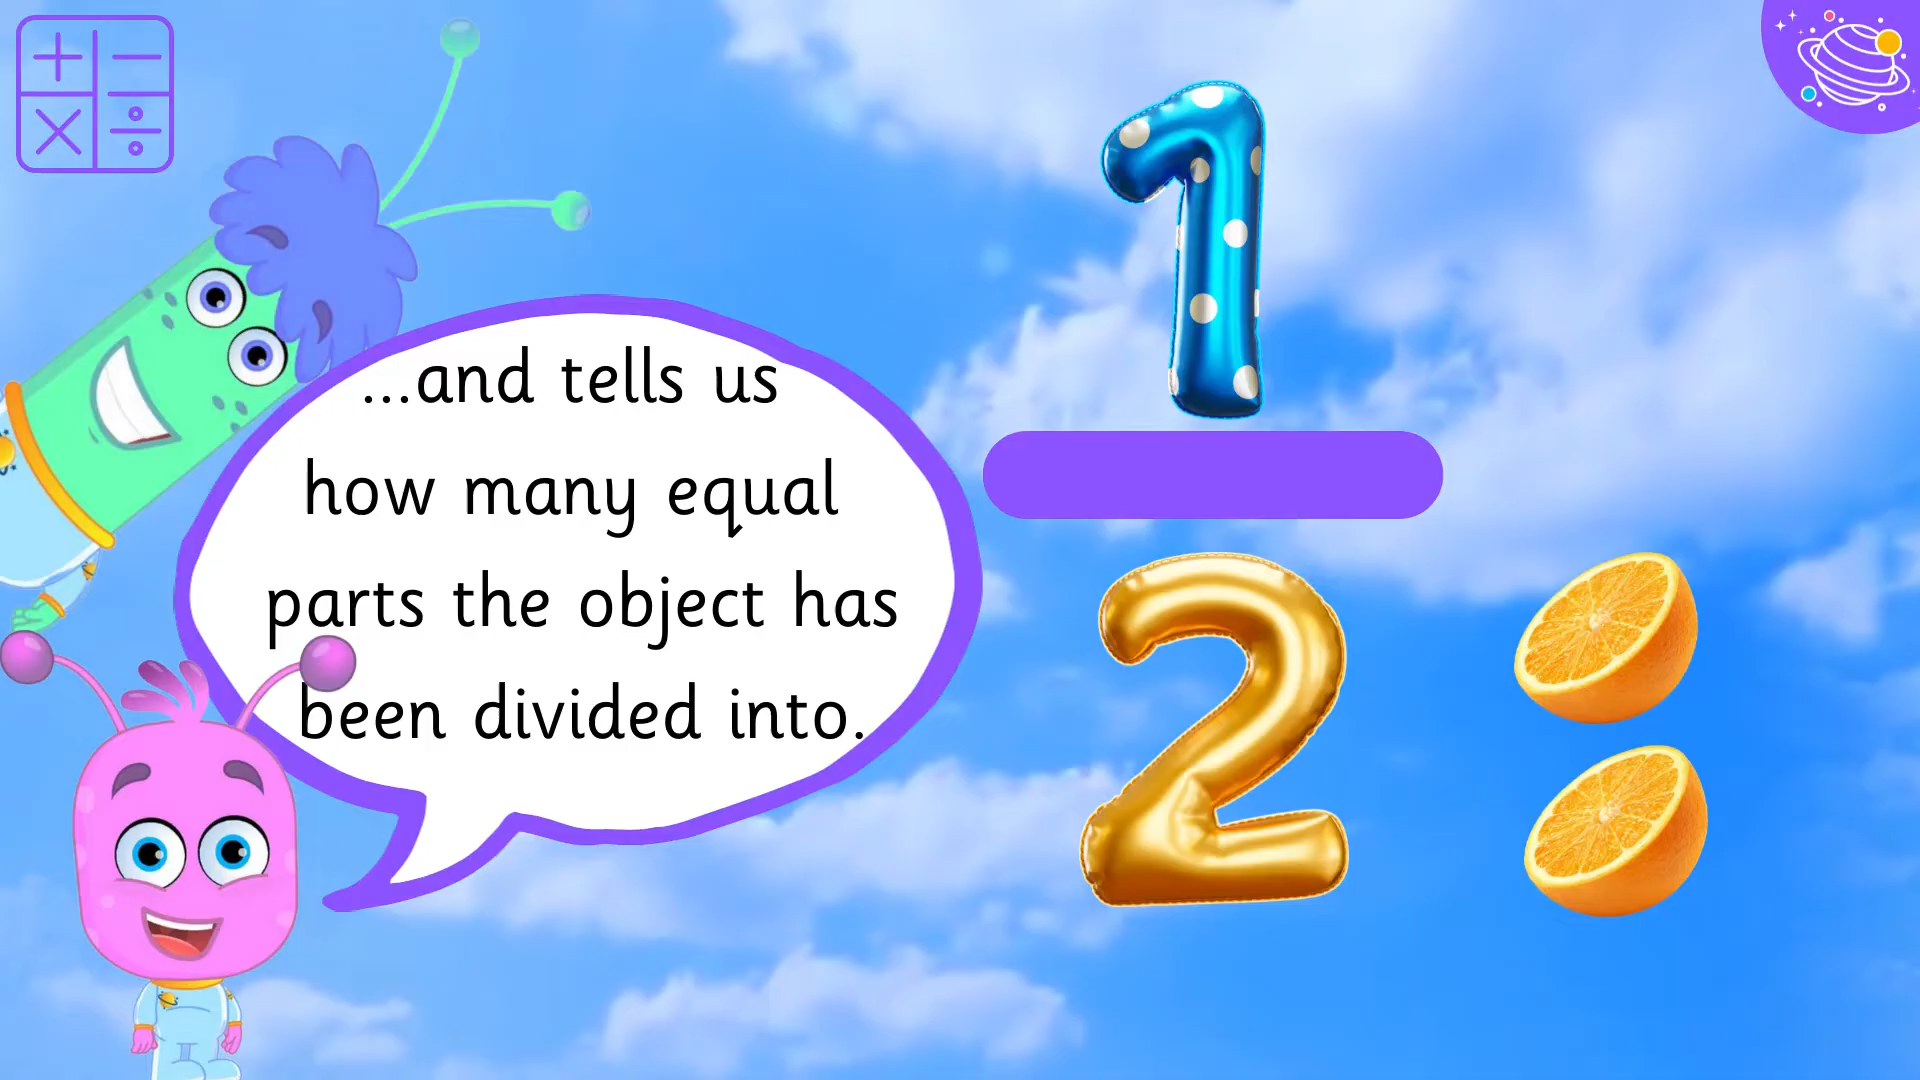 ...and tells us
how many equal
parts the object has
been divided into.
1
2